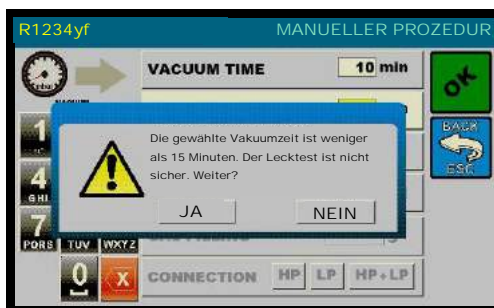 R1234yf MANUELLER PROZEDUR
VACUUM TIME 10 min
OK
BACK
ESC
Die gewählte Vakuumzeit ist weniger
als 15 Minuten. Der Lecktest ist nicht
sicher. Weiter?
JA NEIN
1
4
GHI
7
PQRS TUV WXYZ
0 X
CONNECTION HP LP HP+LP